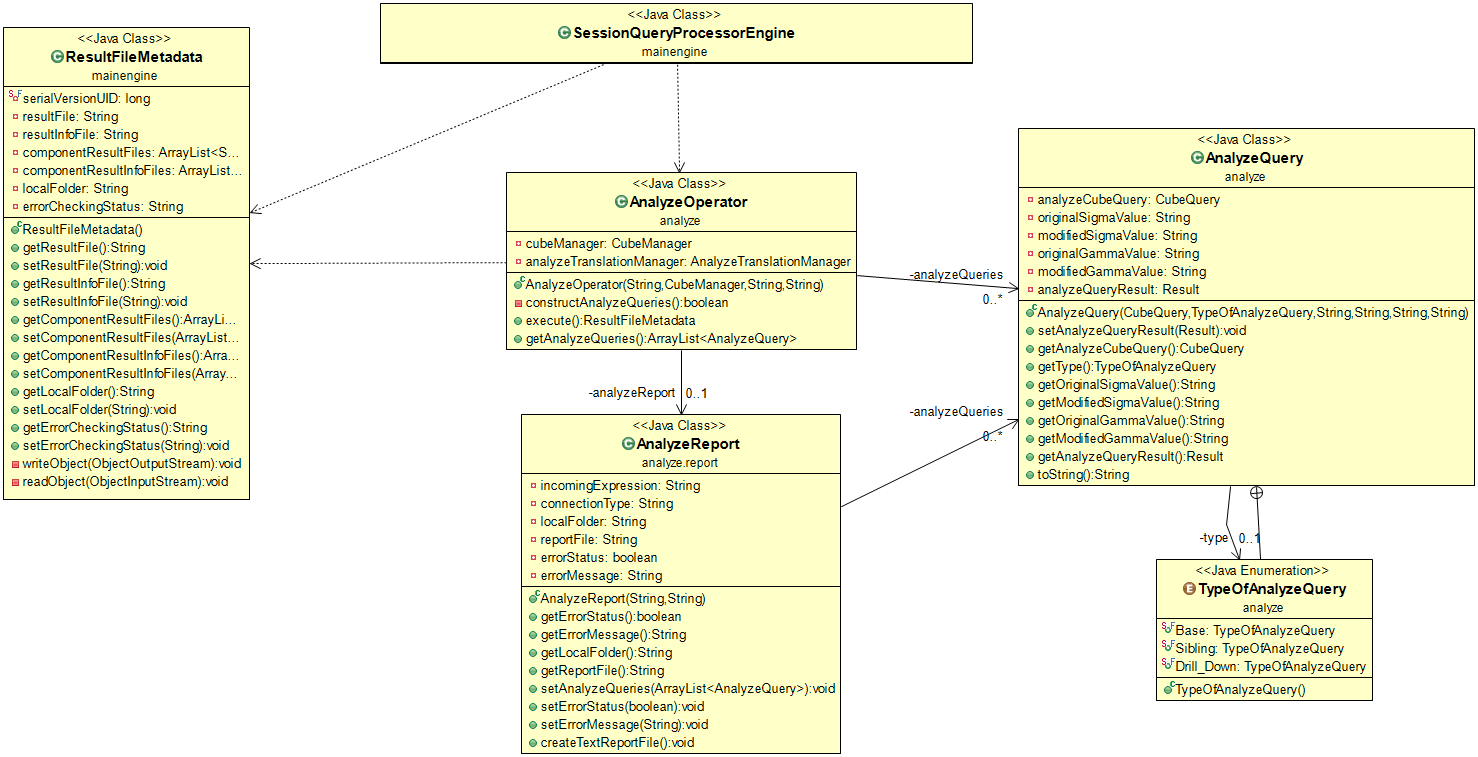 <<Java Class>>
SessionQueryProcessorEngine
mainengine
<<Java Class>>
ResultFileMetadata
mainengine
serialVersionUID: long
resultFile: String
resultInfoFile: String
componentResultFiles: ArrayList<S...
componentResultInfoFiles: ArrayList...
localFolder: String
errorCheckingStatus: String
ResultFileMetadata()
getResultFile():String
setResultFile(String):void
getResultInfoFile():String
setResultInfoFile(String):void
getComponentResultFiles():ArrayLi...
setComponentResultFiles(ArrayList...
getComponentResultInfoFiles():Arra...
setComponentResultInfoFiles(Array...
getLocalFolder():String
setLocalFolder(String):void
getErrorCheckingStatus():String
setErrorCheckingStatus(String):void
writeObject(ObjectOutputStream):void
readObject(ObjectInputStream):void
<<Java Class>>
AnalyzeOperator
analyze
cubeManager: CubeManager
analyzeTranslationManager: AnalyzeTranslationManager
AnalyzeOperator(String,CubeManager,String,String)
constructAnalyzeQueries():boolean
execute():ResultFileMetadata
getAnalyzeQueries():ArrayList<AnalyzeQuery>
-analyzeQueries
0..*
-analyzeReport
0..1
<<Java Class>>
AnalyzeReport
analyze.report
incomingExpression: String
connectionType: String
localFolder: String
reportFile: String
errorStatus: boolean
errorMessage: String
AnalyzeReport(String,String)
getErrorStatus():boolean
getErrorMessage():String
getLocalFolder():String
getReportFile():String
setAnalyzeQueries(ArrayList<AnalyzeQuery>):void
setErrorStatus(boolean):void
setErrorMessage(String):void
createTextReportFile():void
-analyzeQueries
0..*
<<Java Class>>
AnalyzeQuery
analyze
analyzeCubeQuery: CubeQuery
originalSigmaValue: String
modifiedSigmaValue: String
originalGammaValue: String
modifiedGammaValue: String
analyzeQueryResult: Result
AnalyzeQuery(CubeQuery,TypeOfAnalyzeQuery,String,String,String,String)
setAnalyzeQueryResult(Result):void
getAnalyzeCubeQuery():CubeQuery
getType():TypeOfAnalyzeQuery
getOriginalSigmaValue():String
getModifiedSigmaValue():String
getOriginalGammaValue():String
getModifiedGammaValue():String
getAnalyzeQueryResult():Result
toString():String
-type
0..1
<<Java Enumeration>>
TypeOfAnalyzeQuery
analyze
Base: TypeOfAnalyzeQuery
Sibling: TypeOfAnalyzeQuery
Drill_Down: TypeOfAnalyzeQuery
TypeOfAnalyzeQuery()